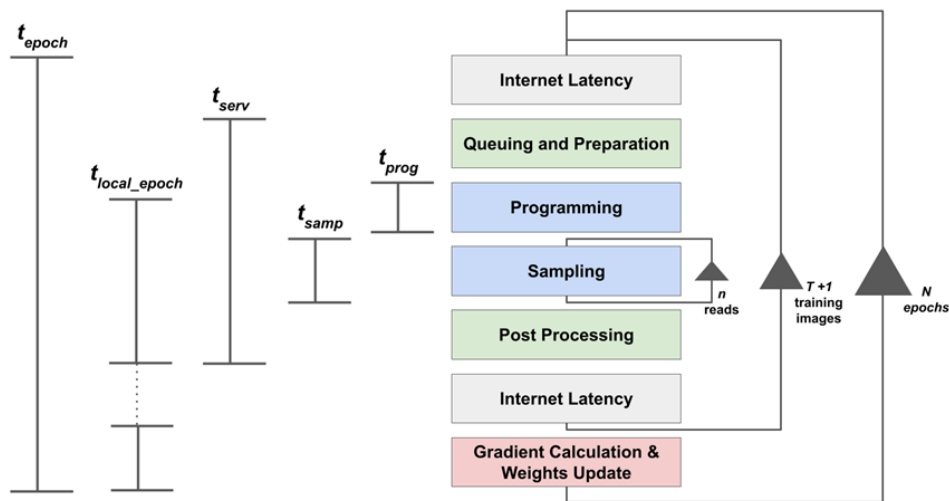 t_epoch
t_serv
t_prog
t_local_epoch
t_samp
Internet Latency
Queuing and Preparation
Programming
Sampling
Post Processing
Internet Latency
Gradient Calculation &
Weights Update
n
reads
T +1
training
images
N
epochs